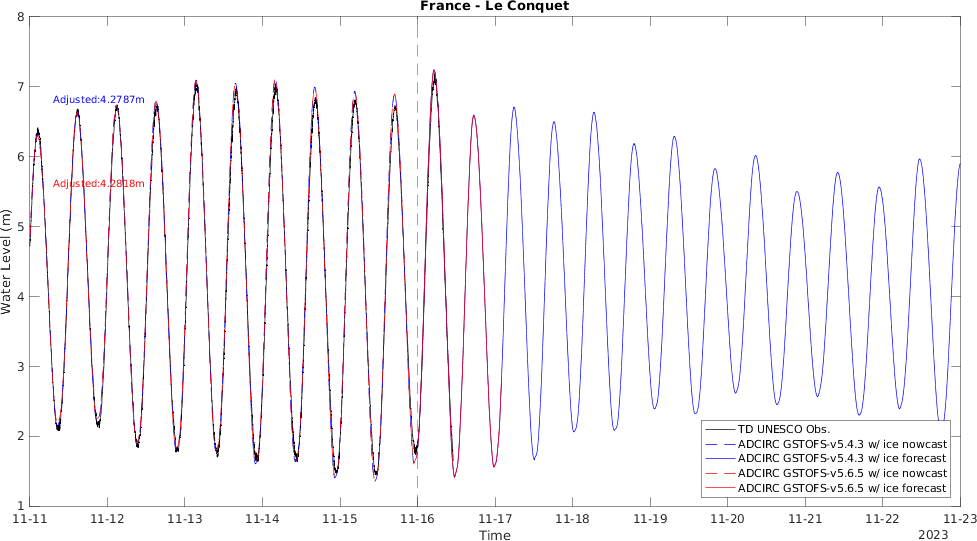 France - Le Conquet
8
7
6
5
4
3
2
1
Water Level (m)
Adjusted:4.2787m
Adjusted:4.2818m
TD UNESCO Obs.
ADCIRC GSTOFS-v5.4.3 w/ ice nowcast
ADCIRC GSTOFS-v5.4.3 w/ ice forecast
ADCIRC GSTOFS-v5.6.5 w/ ice nowcast
ADCIRC GSTOFS-v5.6.5 w/ ice forecast
11-11 11-12 11-13 11-14 11-15 11-16 11-17 11-18 11-19 11-20 11-21 11-22 11-23
Time
2023